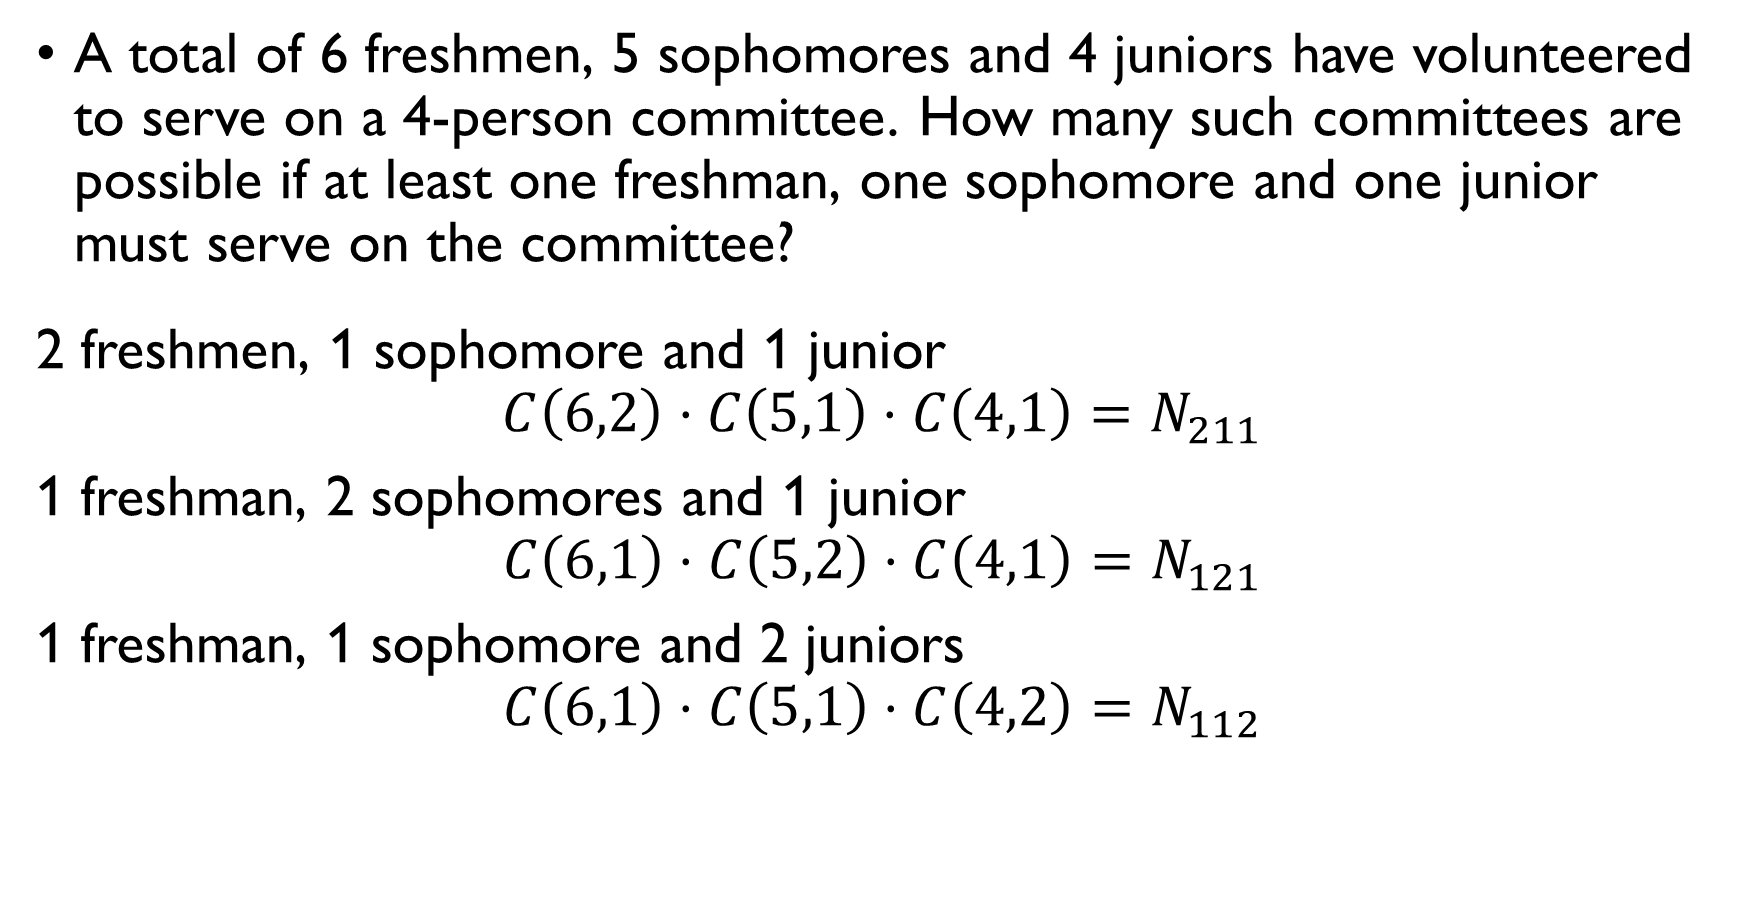 • A total of 6 freshmen, 5 sophomores and 4 juniors have volunteered
to serve on a 4-person committee. How many such committees are
possible if at least one freshman, one sophomore and one junior
must serve on the committee?
2 freshmen, 1 sophomore and 1 junior
C(6,2) · C(5,1) · C(4,1) = N₂₁₁
1 freshman, 2 sophomores and 1 junior
C(6,1) · C(5,2) · C(4,1) = N₁₂₁
1 freshman, 1 sophomore and 2 juniors
C(6,1) · C(5,1) · C(4,2) = N₁₁₂